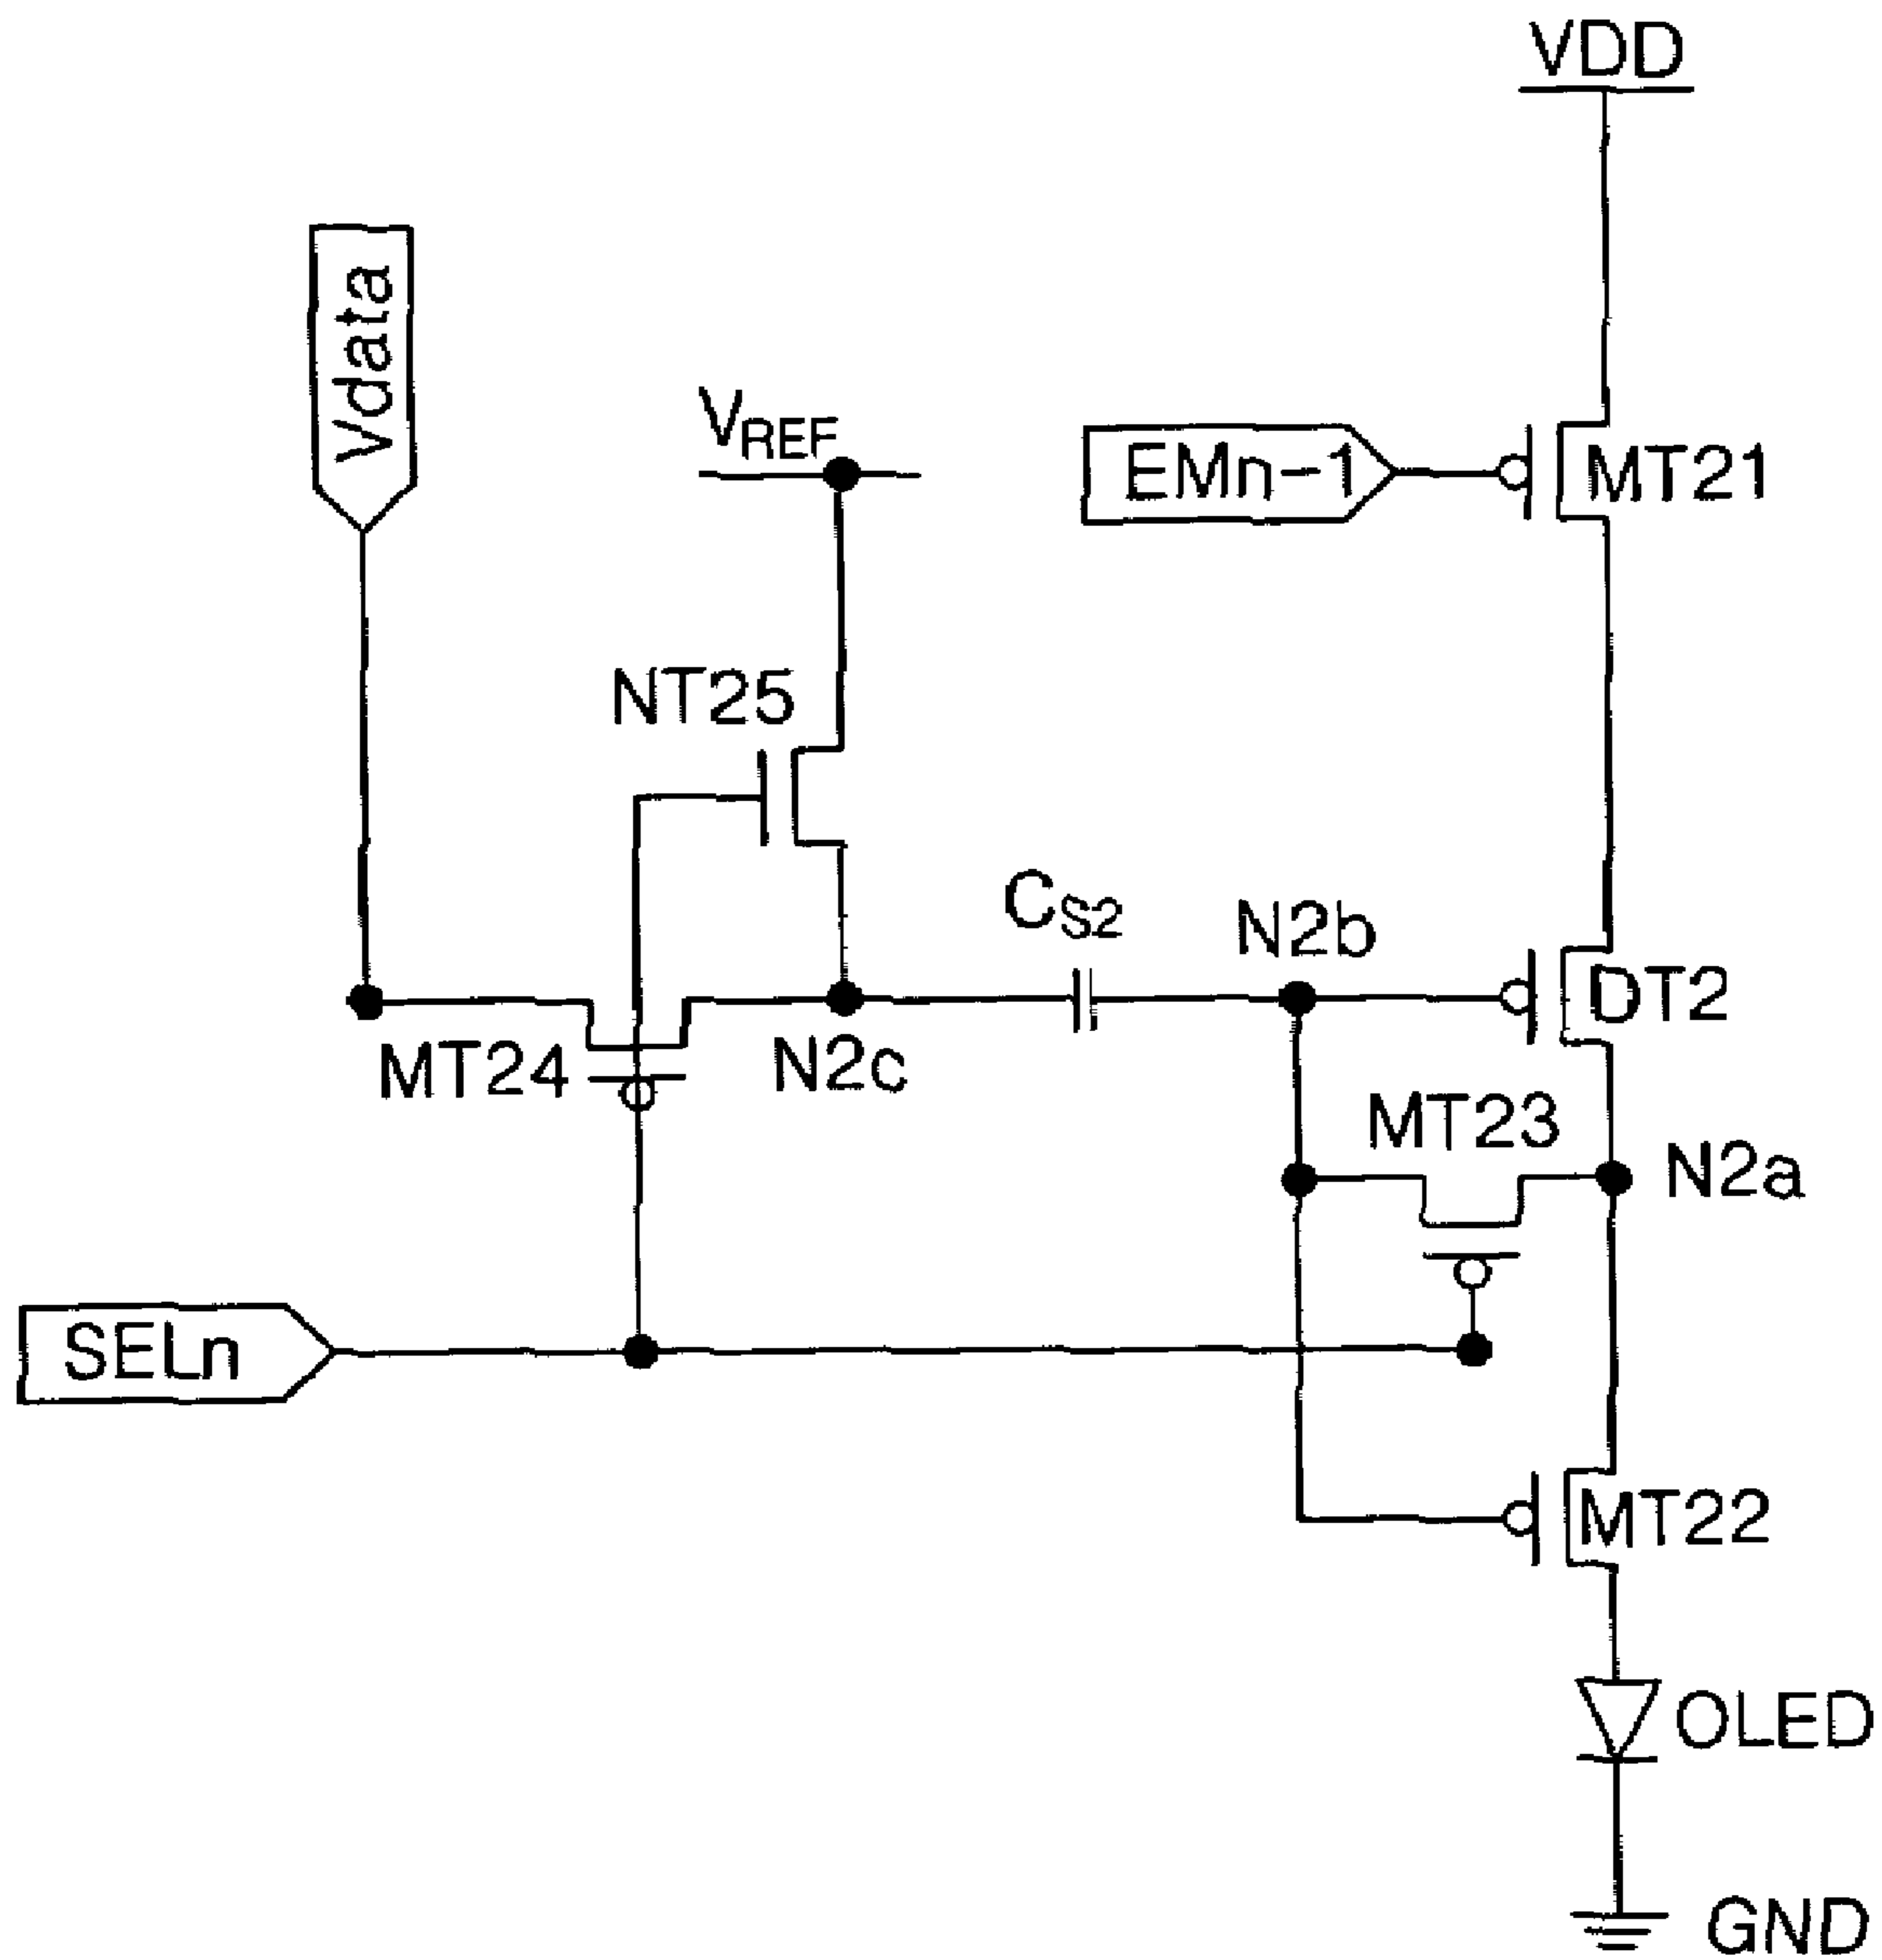 VDD
Vdata
VREF
EMn-1
MT21
NT25
CS2
N2b
DT2
MT24
N2c
MT23
N2a
SELn
MT22
OLED
GND